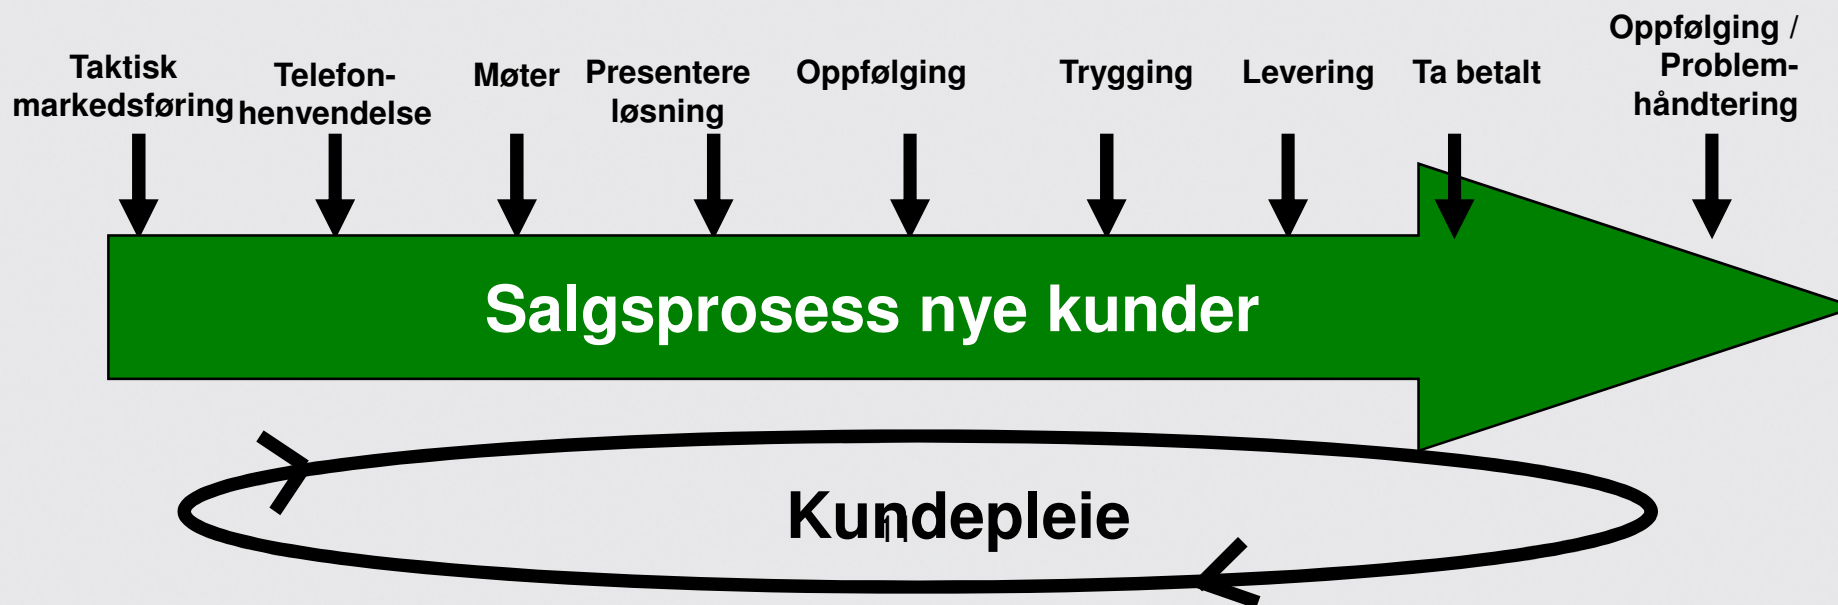 Taktisk
markedsføring
Telefon-
henvendelse
Møter
Presentere
løsning
Oppfølging
Trygging
Levering
Ta betalt
Oppfølging /
Problem-
håndtering
Salgsprosess nye kunder
Kundepleie